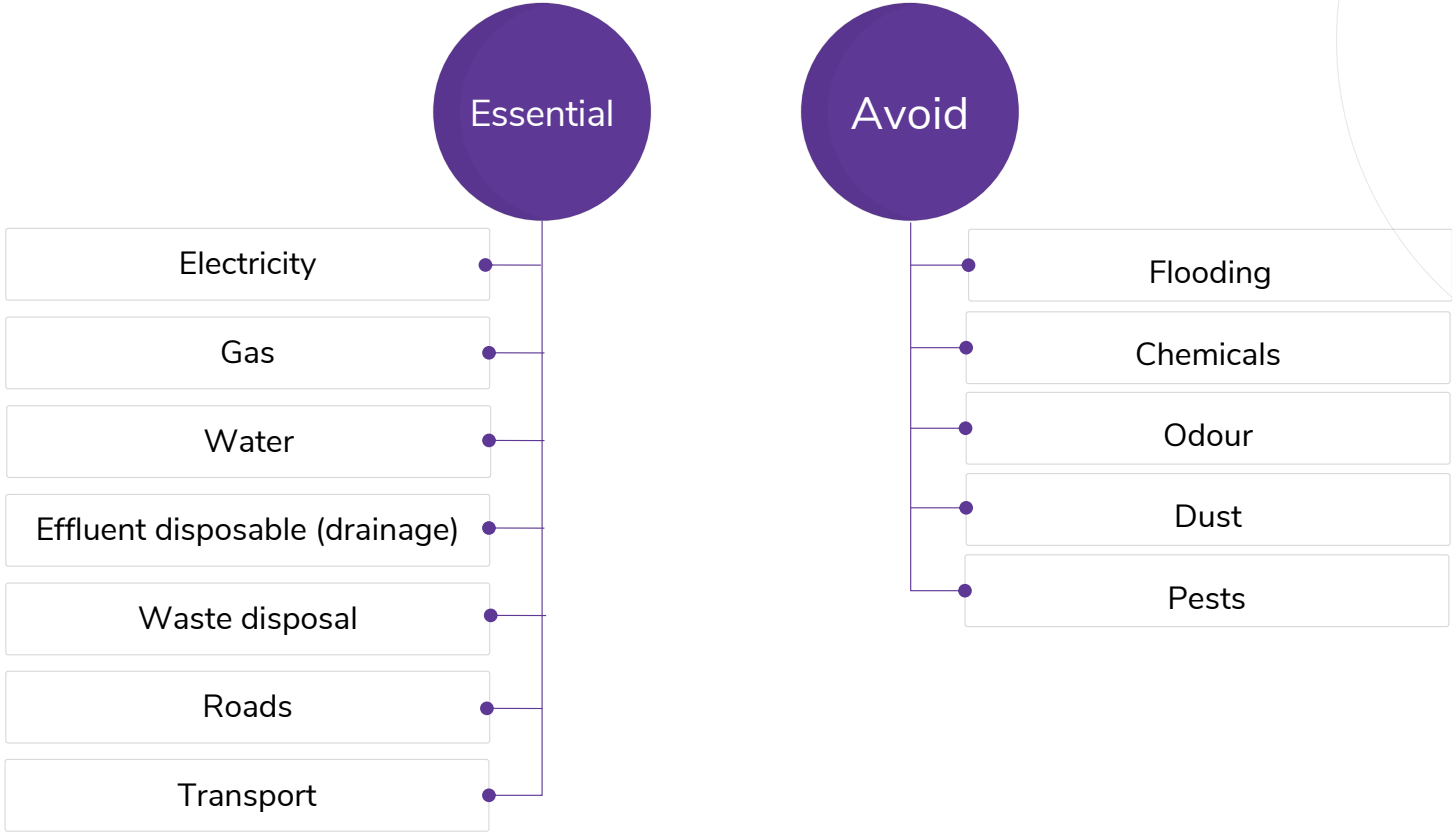 Essential
Electricity
Gas
Water
Effluent disposable (drainage)
Waste disposal
Roads
Transport
Avoid
Flooding
Chemicals
Odour
Dust
Pests